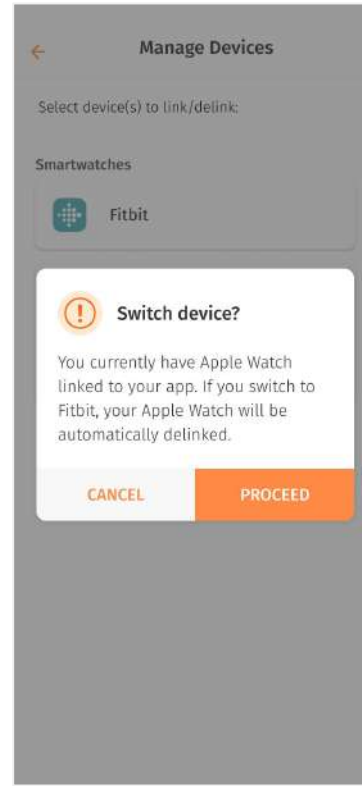 Manage Devices
Select device(s) to link/delink:
Smartwatches
Fitbit
Switch device?
You currently have Apple Watch
linked to your app. If you switch to
Fitbit, your Apple Watch will be
automatically delinked.
CANCEL
PROCEED